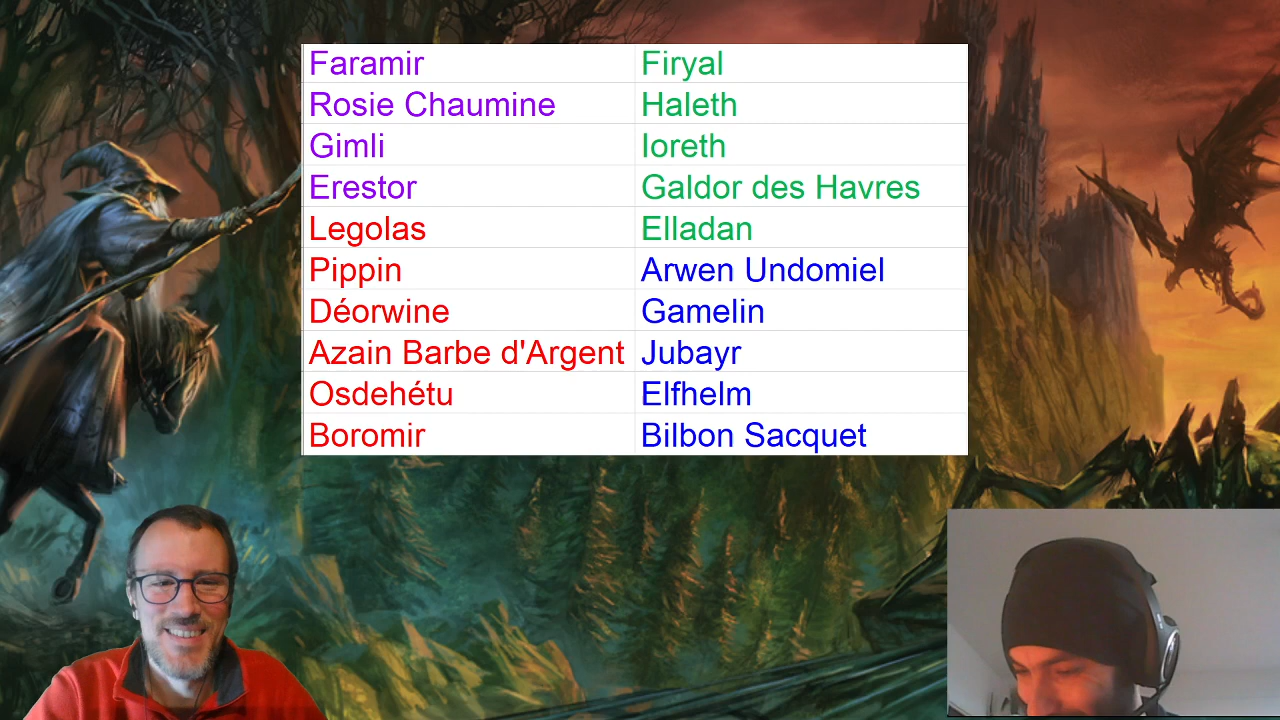 Faramir Firyal
Rosie Chaumine Haleth
Gimli Ioreth
Erestor Galdor des Havres
Legolas Elladan
Pippin Arwen Undomiel
Déorwine Gamelin
Azain Barbe d'Argent Jubayr
Osdehétu Elfhelm
Boromir Bilbon Sacquet